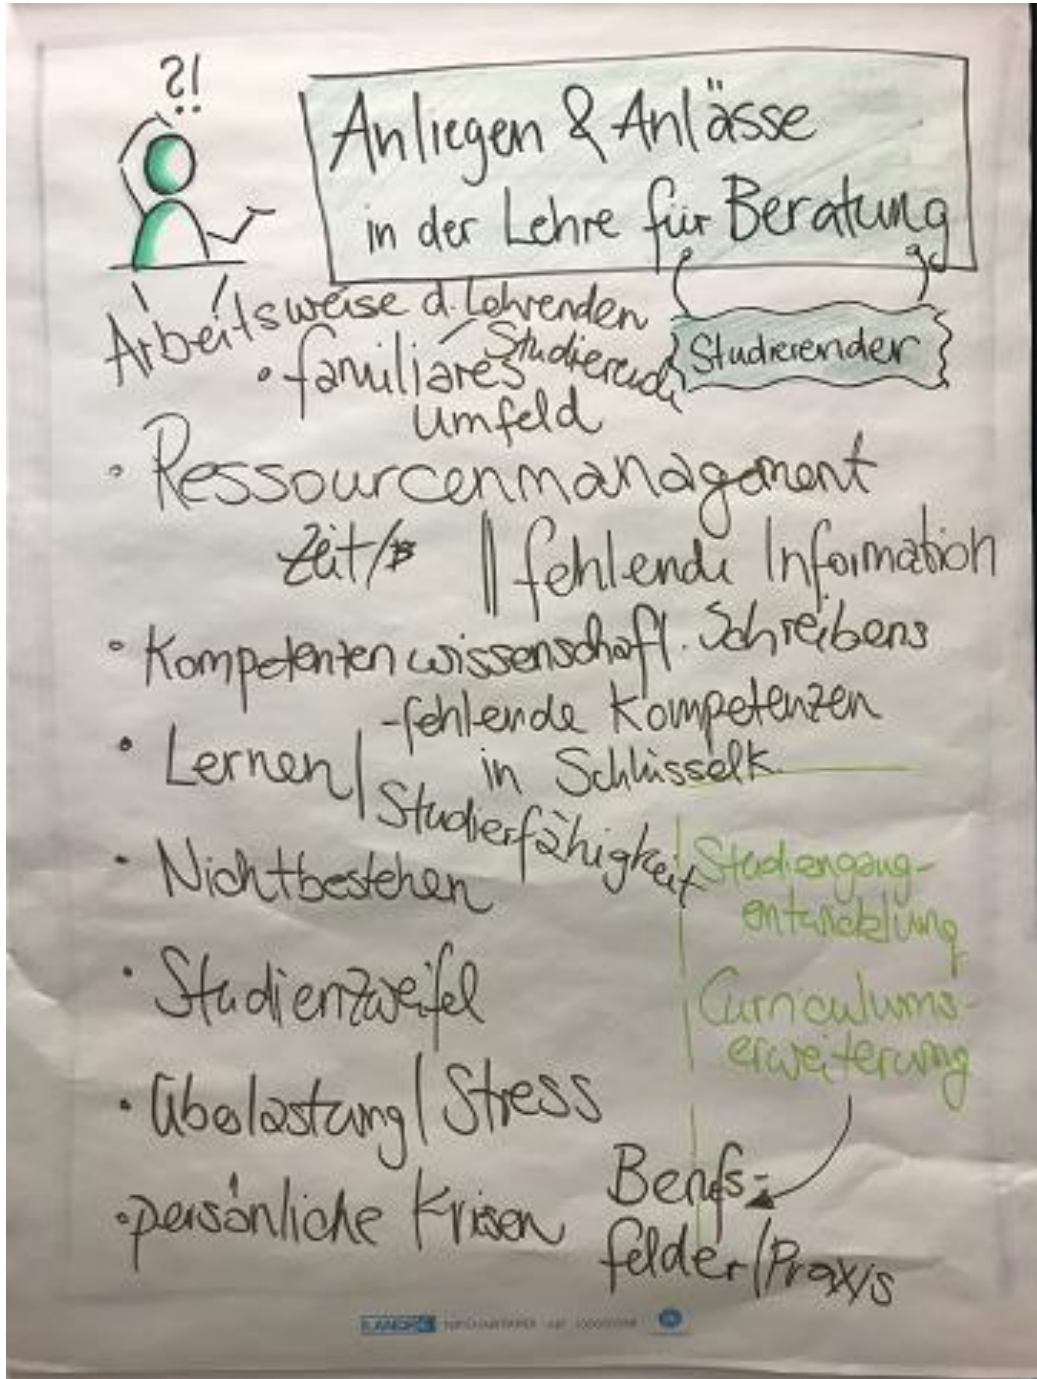 ?!
Anliegen & Anlässe
in der Lehre für Beratung
Studierender
Arbeitsweise d. Lehrenden
/ Studierende
• familiäres
Umfeld
• Ressourcenmanagement
Zeit/
|| fehlende Information
• Kompetenzen wissenschaftl. Schreibens
- fehlende Kompetenzen
in Schlüsselk.
• Lernen/
Studierfähigkeit
• Nichtbestehen
Studiengang-
entwicklung
• Studienzweifel
Curriculums-
erweiterung
• Überlastung/Stress
• persönliche Krisen
Berufs-
felder/Praxis